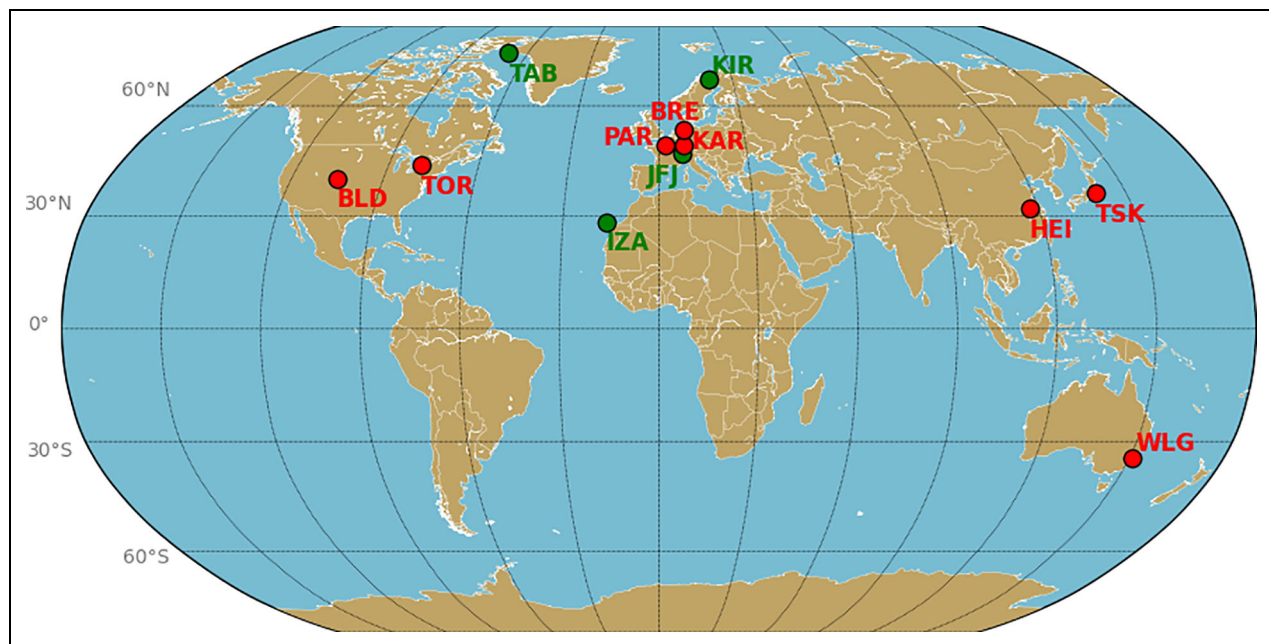 TAB
KIR
60°N
BRE
PAR
KAR
JFJ
TOR
BLD
30°N
TSK
HEI
IZA
0°
WLG
30°S
60°S